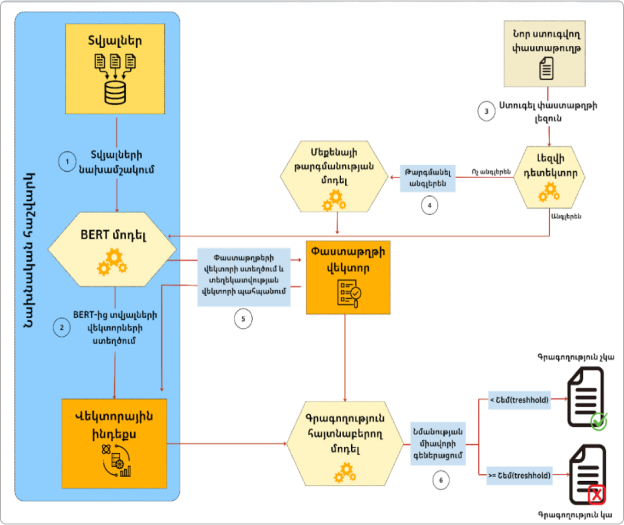 Տվյալներ
Նախնական հաշվարկ
1
Տվյալների
նախամշակում
BERT մոդել
2
BERT-ից տվյալների
վեկտորների
ստեղծում
Վեկտորային
ինդեքս
Նոր ստուգվող
փաստաթուղթ
3
Ստուգել փաստաթղթի
լեզուն
Լեզվի
դետեկտոր
Ոչ անգլերեն
Անգլերեն
Թարգմանել
անգլերեն
4
Մեքենայի
թարգմանության
մոդել
Փաստաթղթերի
վեկտորի ստեղծում և
տեղեկատվության
վեկտորի պահպանում
5
Փաստաթղթի
վեկտոր
Գրագողություն
հայտնաբերող
մոդել
Նմանության
միավորի
գեներացում
6
< Շեմ(treshhold)
>= Շեմ(treshhold)
Գրագողություն չկա
Գրագողություն կա